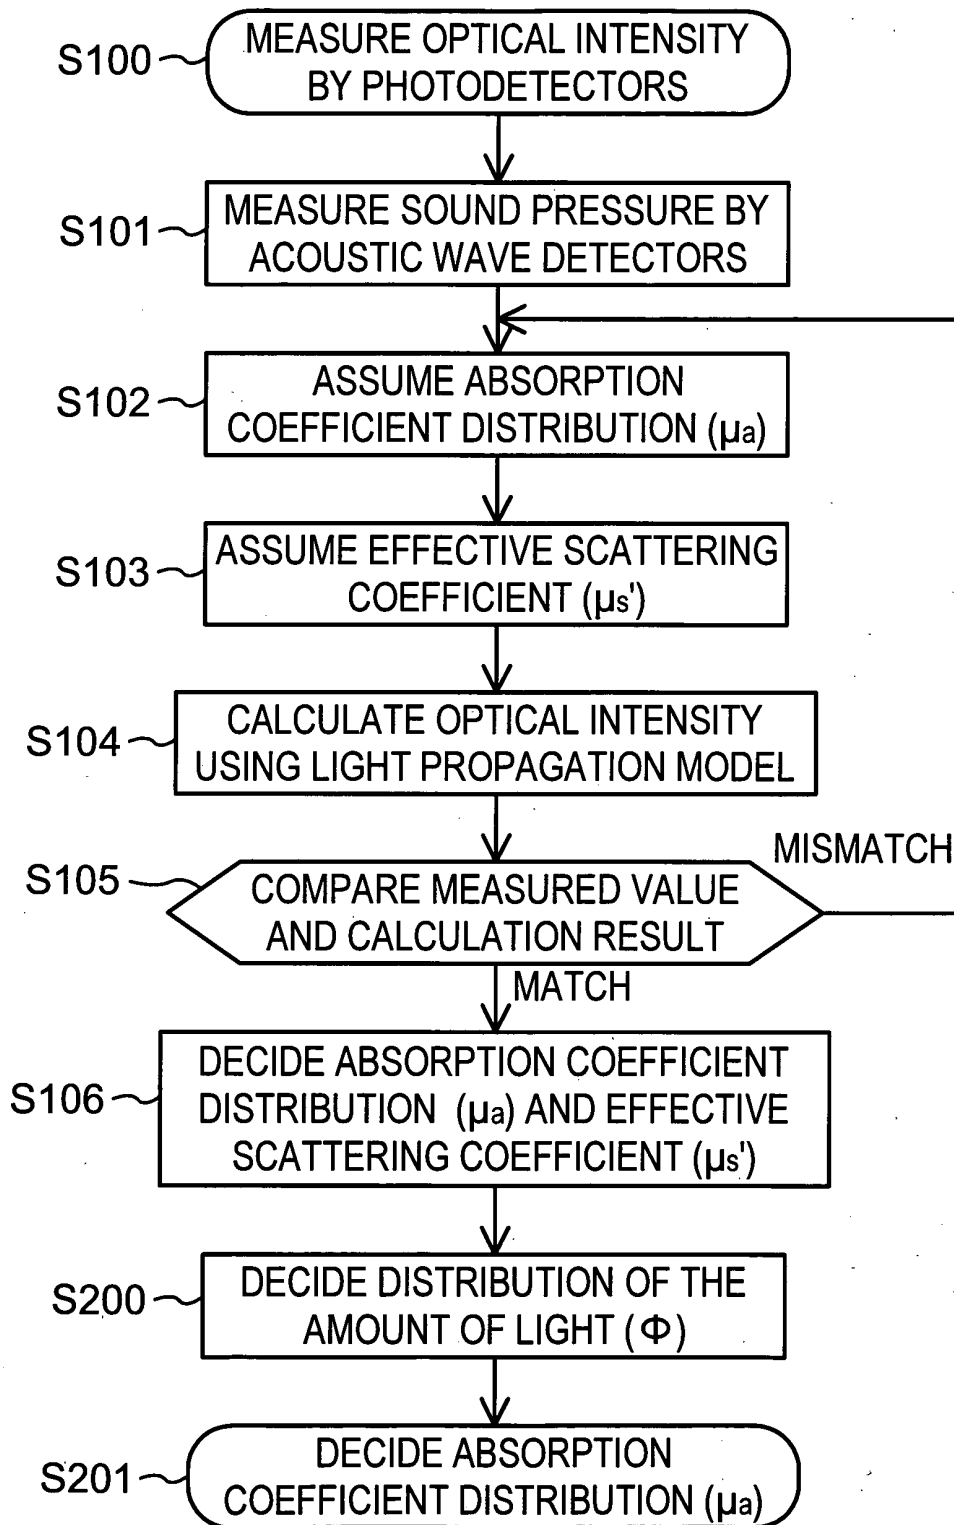 S100
MEASURE OPTICAL INTENSITY
BY PHOTODETECTORS
S101
MEASURE SOUND PRESSURE BY
ACOUSTIC WAVE DETECTORS
S102
ASSUME ABSORPTION
COEFFICIENT DISTRIBUTION (μa)
S103
ASSUME EFFECTIVE SCATTERING
COEFFICIENT (μs')
S104
CALCULATE OPTICAL INTENSITY
USING LIGHT PROPAGATION MODEL
S105
COMPARE MEASURED VALUE
AND CALCULATION RESULT
MISMATCH
MATCH
S106
DECIDE ABSORPTION COEFFICIENT
DISTRIBUTION (μa) AND EFFECTIVE
SCATTERING COEFFICIENT (μs')
S200
DECIDE DISTRIBUTION OF THE
AMOUNT OF LIGHT (Φ)
S201
DECIDE ABSORPTION
COEFFICIENT DISTRIBUTION (μa)